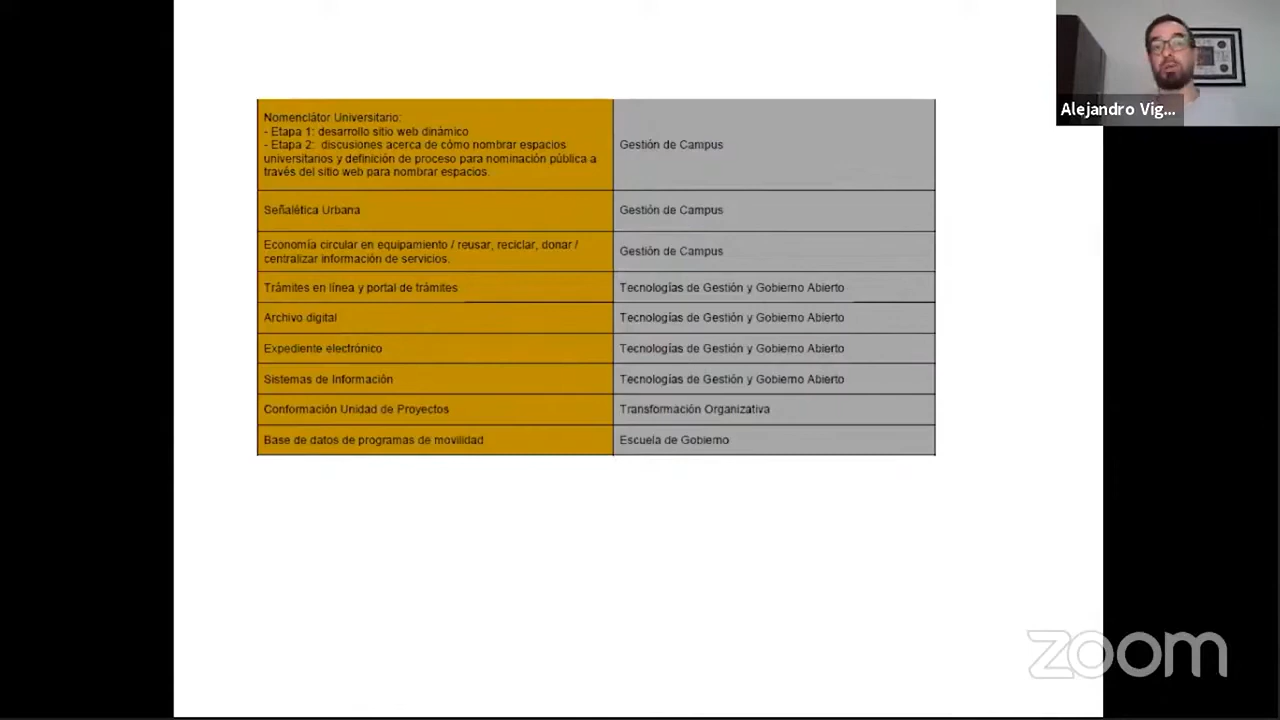 Nomenclátor Universitario:
- Etapa 1: desarrollo sitio web dinámico
- Etapa 2: discusiones acerca de cómo nombrar espacios
universitarios y definición de proceso para nominación pública a
través del sitio web para nombrar espacios.
Gestión de Campus
Señalética Urbana
Gestión de Campus
Economía circular en equipamiento / reusar, reciclar, donar /
centralizar información de servicios.
Gestión de Campus
Trámites en línea y portal de trámites
Tecnologías de Gestión y Gobierno Abierto
Archivo digital
Tecnologías de Gestión y Gobierno Abierto
Expediente electrónico
Tecnologías de Gestión y Gobierno Abierto
Sistemas de Información
Tecnologías de Gestión y Gobierno Abierto
Conformación Unidad de Proyectos
Transformación Organizativa
Base de datos de programas de movilidad
Escuela de Gobierno
Alejandro Vig...
zoom